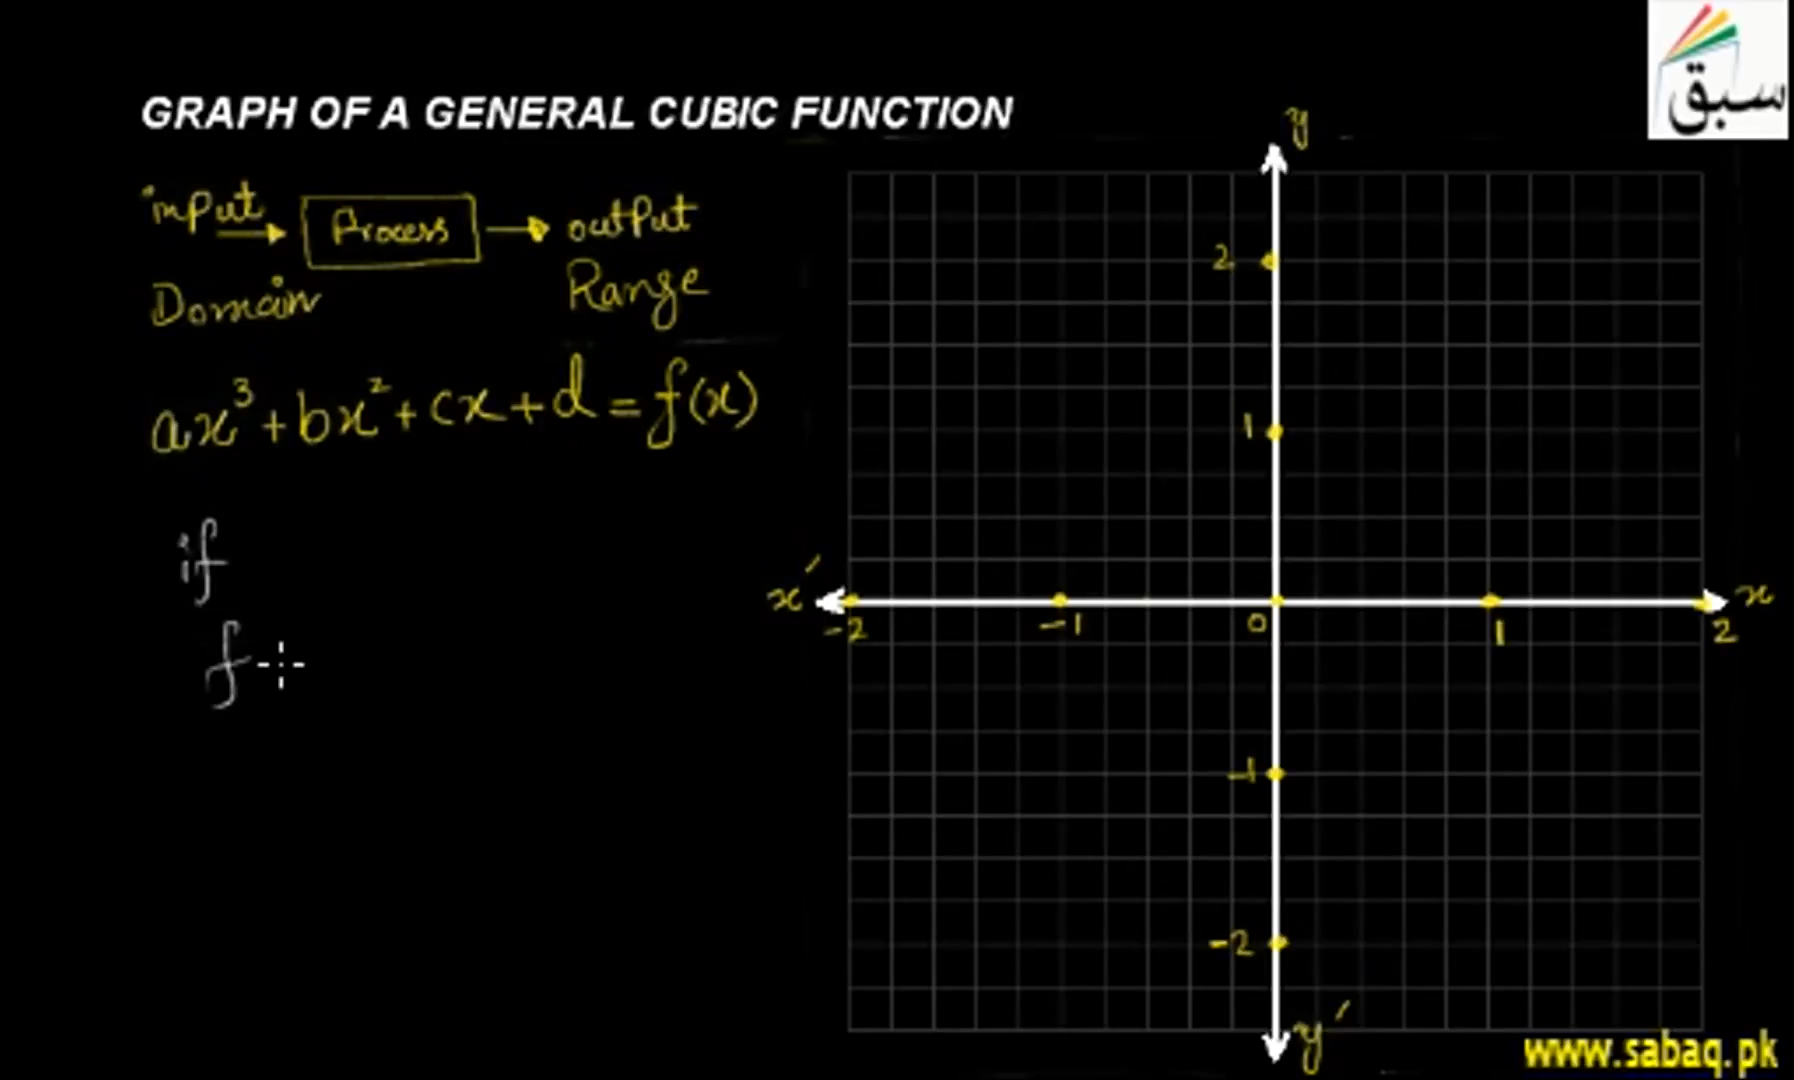 سبق
GRAPH OF A GENERAL CUBIC FUNCTION
input → Process → output
Domain Range
ax³+bx²+cx+d=f(x)
if
f
y
2
1
x′ -2 -1 0 1 2 x
-1
-2
y′
www.sabaq.pk